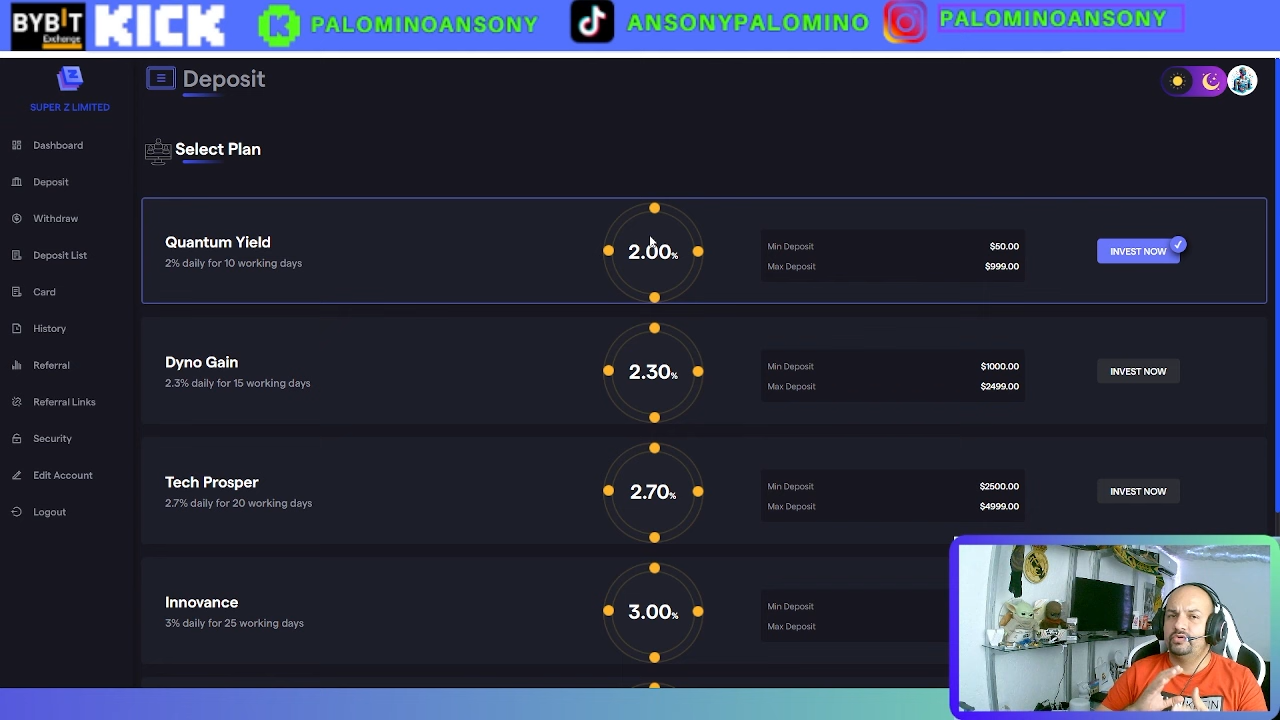 BYBIT
Exchange
KICK
PALOMINOANSONY
ANSONYPALOMINO
PALOMINOANSONY
SUPER Z LIMITED
Dashboard
Deposit
Withdraw
Deposit List
Card
History
Referral
Referral Links
Security
Edit Account
Logout
Deposit
Select Plan
Quantum Yield
2% daily for 10 working days
2.00%
Min Deposit $50.00
Max Deposit $999.00
INVEST NOW
Dyno Gain
2.3% daily for 15 working days
2.30%
Min Deposit $1000.00
Max Deposit $2499.00
INVEST NOW
Tech Prosper
2.7% daily for 20 working days
2.70%
Min Deposit $2500.00
Max Deposit $4999.00
INVEST NOW
Innovance
3% daily for 25 working days
3.00%
Min Deposit
Max Deposit